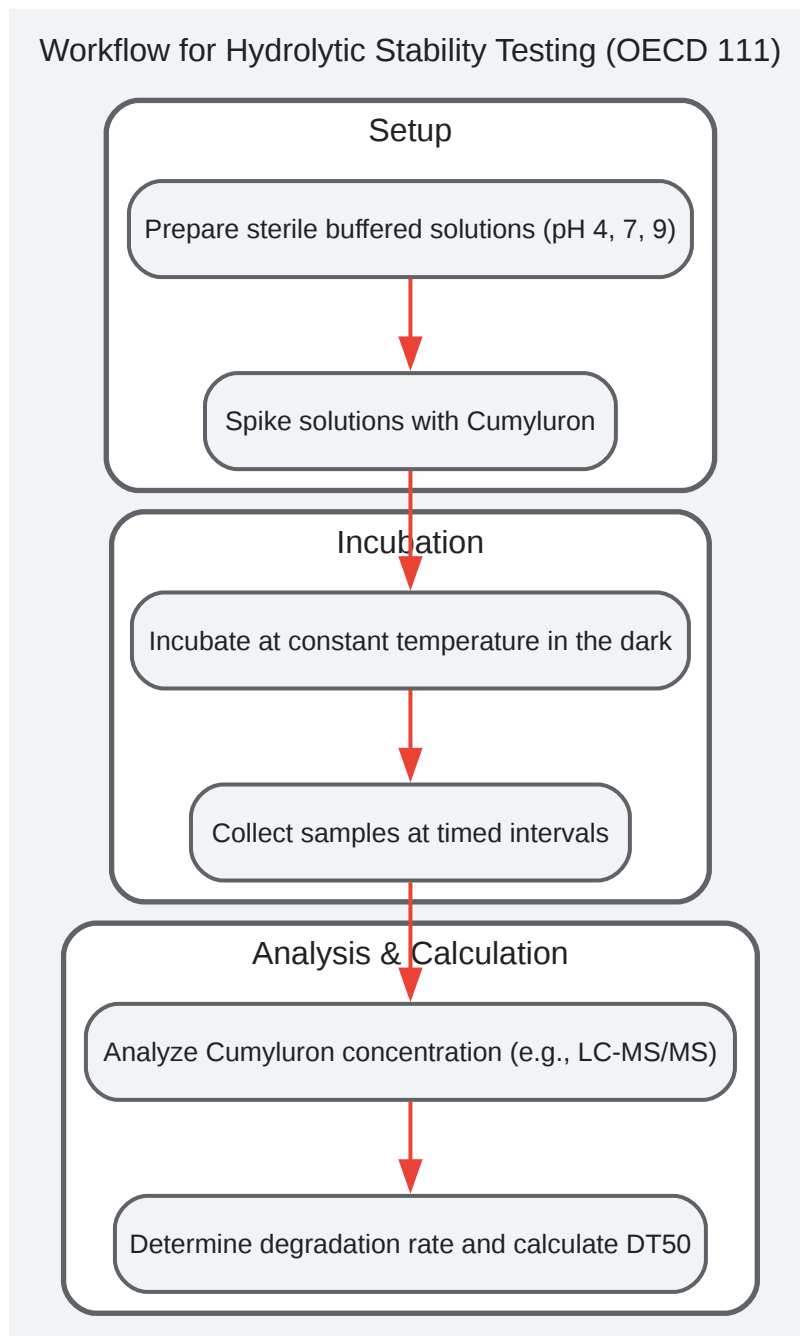 Workflow for Hydrolytic Stability Testing (OECD 111)
Setup
Prepare sterile buffered solutions (pH 4, 7, 9)
Spike solutions with Cumyluron
Incubation
Incubate at constant temperature in the dark
Collect samples at timed intervals
Analysis & Calculation
Analyze Cumyluron concentration (e.g., LC-MS/MS)
Determine degradation rate and calculate DT50